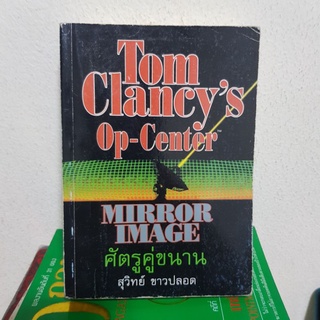 Tom
Clancy's
Op-Center
MIRROR
IMAGE
ศัตรูคู่ขนาน
สุวิทย์ ขาวปลอด